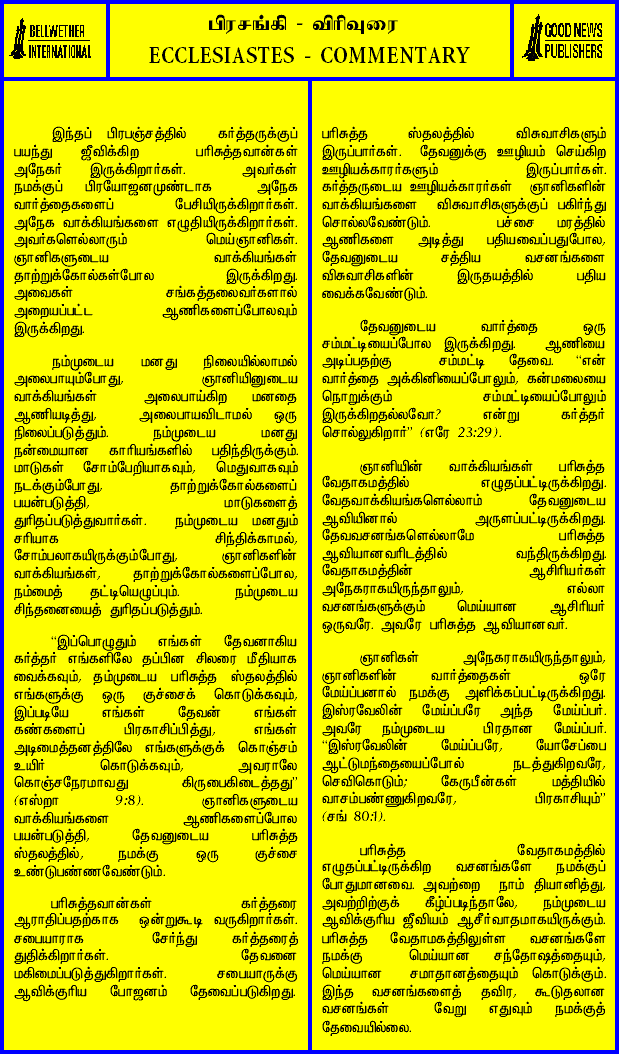 BELLWETHER
INTERNATIONAL
பிரசங்கி - விரிவுரை
ECCLESIASTES - COMMENTARY
GOOD NEWS
PUBLISHERS
இந்தப் பிரபஞ்சத்தில் கர்த்தருக்குப்
பயந்து ஜீவிக்கிற பரிசுத்தவான்கள்
அநேகர் இருக்கிறார்கள். அவர்கள்
நமக்குப் பிரயோஜனமுண்டாக அநேக
வார்த்தைகளைப் பேசியிருக்கிறார்கள்.
அநேக வாக்கியங்களை எழுதியிருக்கிறார்கள்.
அவர்களெல்லாரும் மெய்ஞானிகள்.
ஞானிகளுடைய வாக்கியங்கள்
தாற்றுக்கோல்கள்போல இருக்கிறது.
அவைகள் சங்கத்தலைவர்களால்
அறையப்பட்ட ஆணிகளைப்போலவும்
இருக்கிறது.
நம்முடைய மனது நிலையில்லாமல்
அலைபாயும்போது, ஞானியினுடைய
வாக்கியங்கள் அலைபாய்கிற மனதை
ஆணியடித்து, அலைபாயவிடாமல் ஒரு
நிலைப்படுத்தும். நம்முடைய மனது
நன்மையான காரியங்களில் பதிந்திருக்கும்.
மாடுகள் சோம்பேறியாகவும், மெதுவாகவும்
நடக்கும்போது, தாற்றுக்கோல்களைப்
பயன்படுத்தி, மாடுகளைத்
துரிதப்படுத்துவார்கள். நம்முடைய மனதும்
சரியாக சிந்திக்காமல்,
சோம்பலாகயிருக்கும்போது, ஞானிகளின்
வாக்கியங்கள், தாற்றுக்கோல்களைப்போல,
நம்மைத் தட்டியெழுப்பும். நம்முடைய
சிந்தனையைத் துரிதப்படுத்தும்.
“இப்பொழுதும் எங்கள் தேவனாகிய
கர்த்தர் எங்களிலே தப்பின சிலரை மீதியாக
வைக்கவும், தம்முடைய பரிசுத்த ஸ்தலத்தில்
எங்களுக்கு ஒரு குச்சைக் கொடுக்கவும்,
இப்படியே எங்கள் தேவன் எங்கள்
கண்களைப் பிரகாசிப்பித்து, எங்கள்
அடிமைத்தனத்திலே எங்களுக்குக் கொஞ்சம்
உயிர் கொடுக்கவும், அவராலே
கொஞ்சநேரமாவது கிருபைகிடைத்தது”
(எஸ்றா 9:8). ஞானிகளுடைய
வாக்கியங்களை ஆணிகளைப்போல
பயன்படுத்தி, தேவனுடைய பரிசுத்த
ஸ்தலத்தில், நமக்கு ஒரு குச்சை
உண்டுபண்ணவேண்டும்.
பரிசுத்தவான்கள் கர்த்தரை
ஆராதிப்பதற்காக ஒன்றுகூடி வருகிறார்கள்.
சபையாராக சேர்ந்து கர்த்தரைத்
துதிக்கிறார்கள். தேவனை
மகிமைப்படுத்துகிறார்கள். சபையாருக்கு
ஆவிக்குரிய போஜனம் தேவைப்படுகிறது.
பரிசுத்த ஸ்தலத்தில் விசுவாசிகளும்
இருப்பார்கள். தேவனுக்கு ஊழியம் செய்கிற
ஊழியக்காரர்களும் இருப்பார்கள்.
கர்த்தருடைய ஊழியக்காரர்கள் ஞானிகளின்
வாக்கியங்களை விசுவாசிகளுக்குப் பகிர்ந்து
சொல்லவேண்டும். பச்சை மரத்தில்
ஆணிகளை அடித்து பதியவைப்பதுபோல,
தேவனுடைய சத்திய வசனங்களை
விசுவாசிகளின் இருதயத்தில் பதிய
வைக்கவேண்டும்.
தேவனுடைய வார்த்தை ஒரு
சம்மட்டியைப்போல இருக்கிறது. ஆணியை
அடிப்பதற்கு சம்மட்டி தேவை. “என்
வார்த்தை அக்கினியைப்போலும், கன்மலையை
நொறுக்கும் சம்மட்டியைப்போலும்
இருக்கிறதல்லவோ? என்று கர்த்தர்
சொல்லுகிறார்” (எரே 23:29).
ஞானியின் வாக்கியங்கள் பரிசுத்த
வேதாகமத்தில் எழுதப்பட்டிருக்கிறது.
வேதவாக்கியங்களெல்லாம் தேவனுடைய
ஆவியினால் அருளப்பட்டிருக்கிறது.
தேவவசனங்களெல்லாமே பரிசுத்த
ஆவியானவரிடத்தில் வந்திருக்கிறது.
வேதாகமத்தின் ஆசிரியர்கள்
அநேகராகயிருந்தாலும், எல்லா
வசனங்களுக்கும் மெய்யான ஆசிரியர்
ஒருவரே. அவரே பரிசுத்த ஆவியானவர்.
ஞானிகள் அநேகராகயிருந்தாலும்,
ஞானிகளின் வார்த்தைகள் ஒரே
மேய்ப்பனால் நமக்கு அளிக்கப்பட்டிருக்கிறது.
இஸ்ரவேலின் மேய்ப்பரே அந்த மேய்ப்பர்.
அவரே நம்முடைய பிரதான மேய்ப்பர்.
“இஸ்ரவேலின் மேய்ப்பரே, யோசேப்பை
ஆட்டுமந்தையைப்போல் நடத்துகிறவரே,
செவிகொடும்; கேருபீன்கள் மத்தியில்
வாசம்பண்ணுகிறவரே, பிரகாசியும்”
(சங் 80:1).
பரிசுத்த வேதாகமத்தில்
எழுதப்பட்டிருக்கிற வசனங்களே நமக்குப்
போதுமானவை. அவற்றை நாம் தியானித்து,
அவற்றிற்குக் கீழ்ப்படிந்தாலே, நம்முடைய
ஆவிக்குரிய ஜீவியம் ஆசீர்வாதமாகயிருக்கும்.
பரிசுத்த வேதாமகத்திலுள்ள வசனங்களே
நமக்கு மெய்யான சந்தோஷத்தையும்,
மெய்யான சமாதானத்தையும் கொடுக்கும்.
இந்த வசனங்களைத் தவிர, கூடுதலான
வசனங்கள் வேறு எதுவும் நமக்குத்
தேவையில்லை.